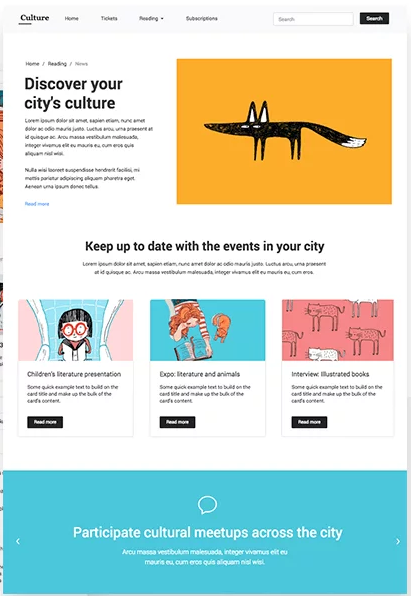 Culture Home Tickets Reading Subscriptions Search Search
Home / Reading / News
Discover your
city's culture
Lorem ipsum dolor sit amet, sapien etiam, nunc amet
dolor ac odio mauris justo. Luctus arcu, urna praesent at
id quisque ac. Arcu massa vestibulum malesuada,
integer vivamus elit eu mauris eu, cum eros quis
aliquam nisl wisi.
Nulla wisi laoreet suspendisse hendrerit facilisi, mi
mattis pariatur adipiscing aliquam pharetra eget.
Aenean urna ipsum donec tellus.
Read more
Keep up to date with the events in your city
Lorem ipsum dolor sit amet, nunc amet dolor ac odio mauris justo. Luctus arcu, urna praesent
at id quisque ac. Arcu massa vestibulum malesuada, integer vivamus elit eu mauris eu, cum eros.
Children's literature presentation
Some quick example text to build on the
card title and make up the bulk of the
card's content.
Read more
Expo: literature and animals
Some quick example text to build on the
card title and make up the bulk of the
card's content.
Read more
Interview: Illustrated books
Some quick example text to build on the
card title and make up the bulk of the
card's content.
Read more
Participate cultural meetups across the city
Arcu massa vestibulum malesuada, integer vivamus elit eu
mauris eu, cum eros quis aliquam nisl wisi.